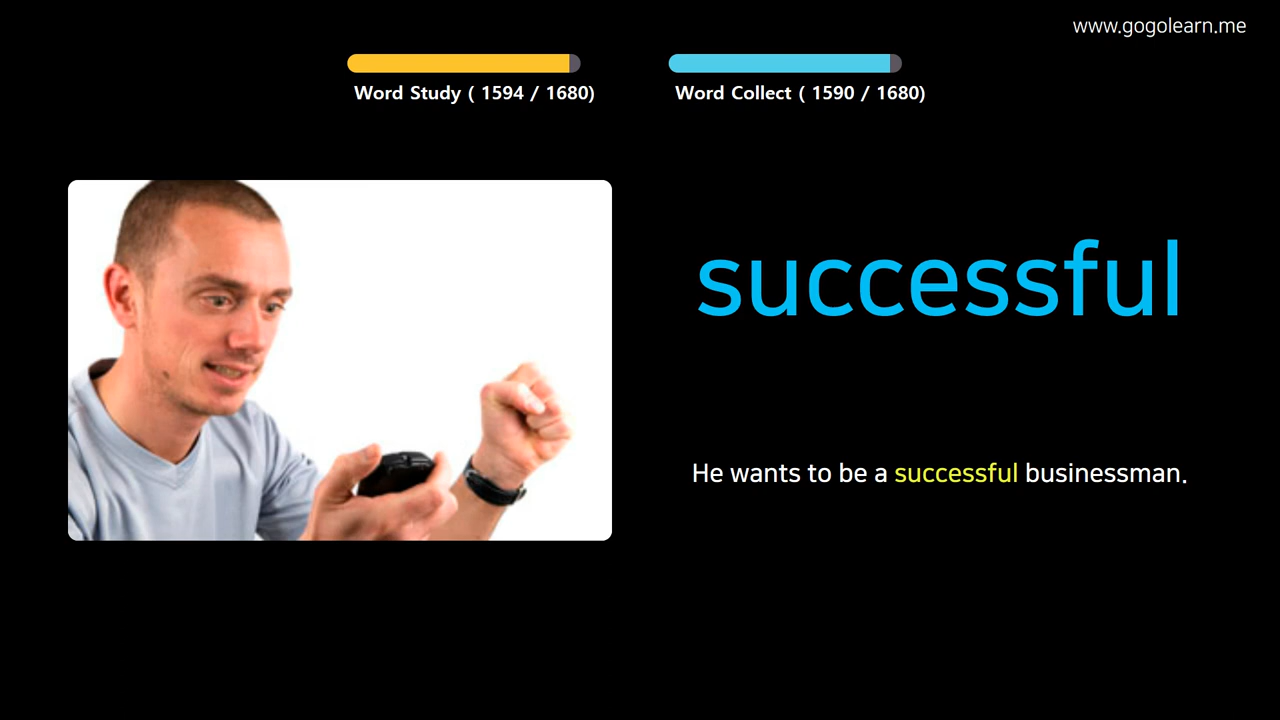 www.gogolearn.me
Word Study ( 1594 / 1680)
Word Collect ( 1590 / 1680)
successful
He wants to be a successful businessman.